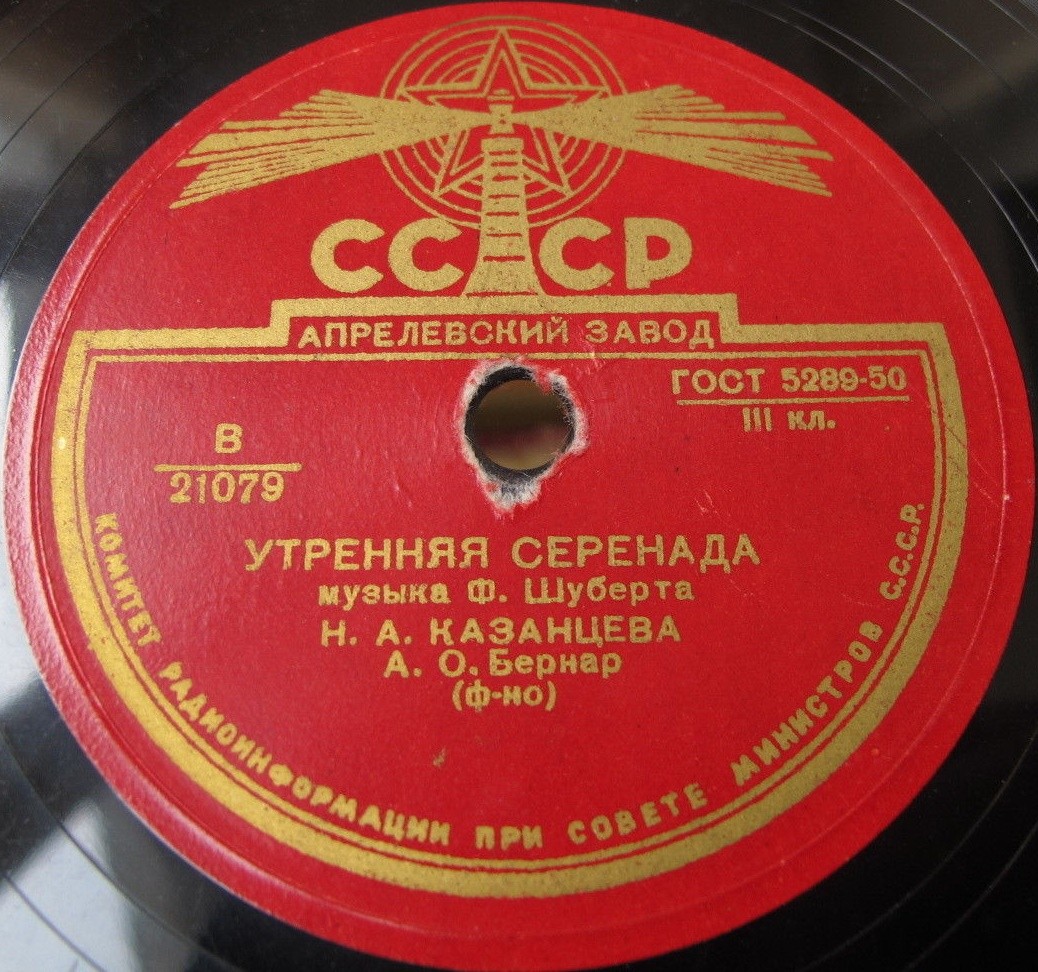 СССР
АПРЕЛЕВСКИЙ ЗАВОД
ГОСТ 5289-50
III кл.
В
21079
УТРЕННЯЯ СЕРЕНАДА
музыка Ф. Шуберта
Н. А. КАЗАНЦЕВА
А. О. Бернар
(ф-но)
КОМИТЕТ РАДИОИНФОРМАЦИИ ПРИ СОВЕТЕ МИНИСТРОВ С.С.С.Р.